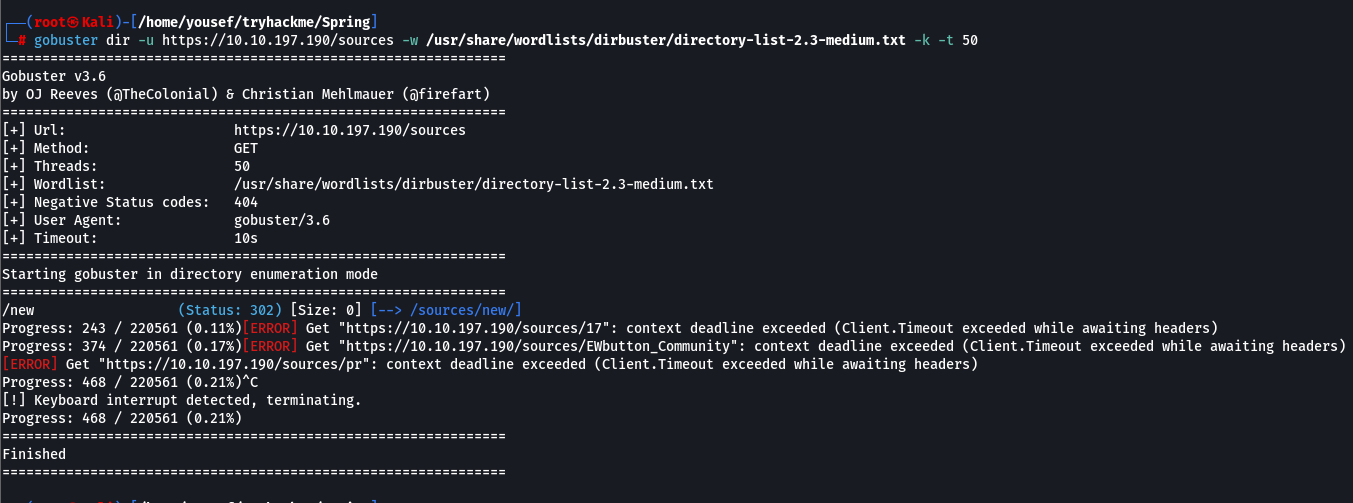 ┌──(root㉿Kali)-[/home/yousef/tryhackme/Spring]
└─# gobuster dir -u https://10.10.197.190/sources -w /usr/share/wordlists/dirbuster/directory-list-2.3-medium.txt -k -t 50
===============================================================
Gobuster v3.6
by OJ Reeves (@TheColonial) & Christian Mehlmauer (@firefart)
===============================================================
[+] Url:                     https://10.10.197.190/sources
[+] Method:                  GET
[+] Threads:                 50
[+] Wordlist:                /usr/share/wordlists/dirbuster/directory-list-2.3-medium.txt
[+] Negative Status codes:   404
[+] User Agent:              gobuster/3.6
[+] Timeout:                 10s
===============================================================
Starting gobuster in directory enumeration mode
===============================================================
/new                  (Status: 302) [Size: 0] [--> /sources/new/]
Progress: 243 / 220561 (0.11%)[ERROR] Get "https://10.10.197.190/sources/17": context deadline exceeded (Client.Timeout exceeded while awaiting headers)
Progress: 374 / 220561 (0.17%)[ERROR] Get "https://10.10.197.190/sources/EWbutton_Community": context deadline exceeded (Client.Timeout exceeded while awaiting headers)
[ERROR] Get "https://10.10.197.190/sources/pr": context deadline exceeded (Client.Timeout exceeded while awaiting headers)
Progress: 468 / 220561 (0.21%)^C
[!] Keyboard interrupt detected, terminating.
Progress: 468 / 220561 (0.21%)
===============================================================
Finished
===============================================================